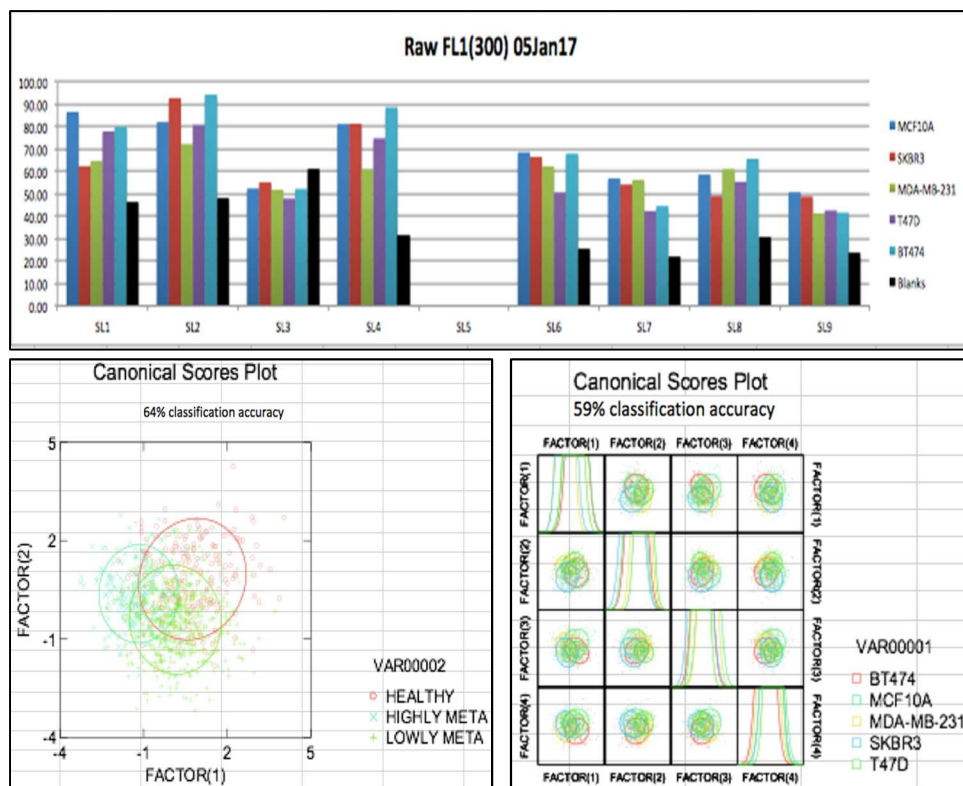 Raw FL1(300) 05Jan17
100.00
90.00
80.00
70.00
60.00
50.00
40.00
30.00
20.00
10.00
0.00
SL1 SL2 SL3 SL4 SL5 SL6 SL7 SL8 SL9
MCF10A
SKBR3
MDA-MB-231
T47D
BT474
Blanks
Canonical Scores Plot
64% classification accuracy
5
2
-1
-4
FACTOR(2)
-4 -1 2 5
FACTOR(1)
VAR00002
HEALTHY
HIGHLY META
LOWLY META
Canonical Scores Plot
59% classification accuracy
FACTOR(1) FACTOR(2) FACTOR(3) FACTOR(4)
FACTOR(1) FACTOR(1)
FACTOR(2) FACTOR(2)
FACTOR(3) FACTOR(3)
FACTOR(4) FACTOR(4)
FACTOR(1) FACTOR(2) FACTOR(3) FACTOR(4)
VAR00001
BT474
MCF10A
MDA-MB-231
SKBR3
T47D